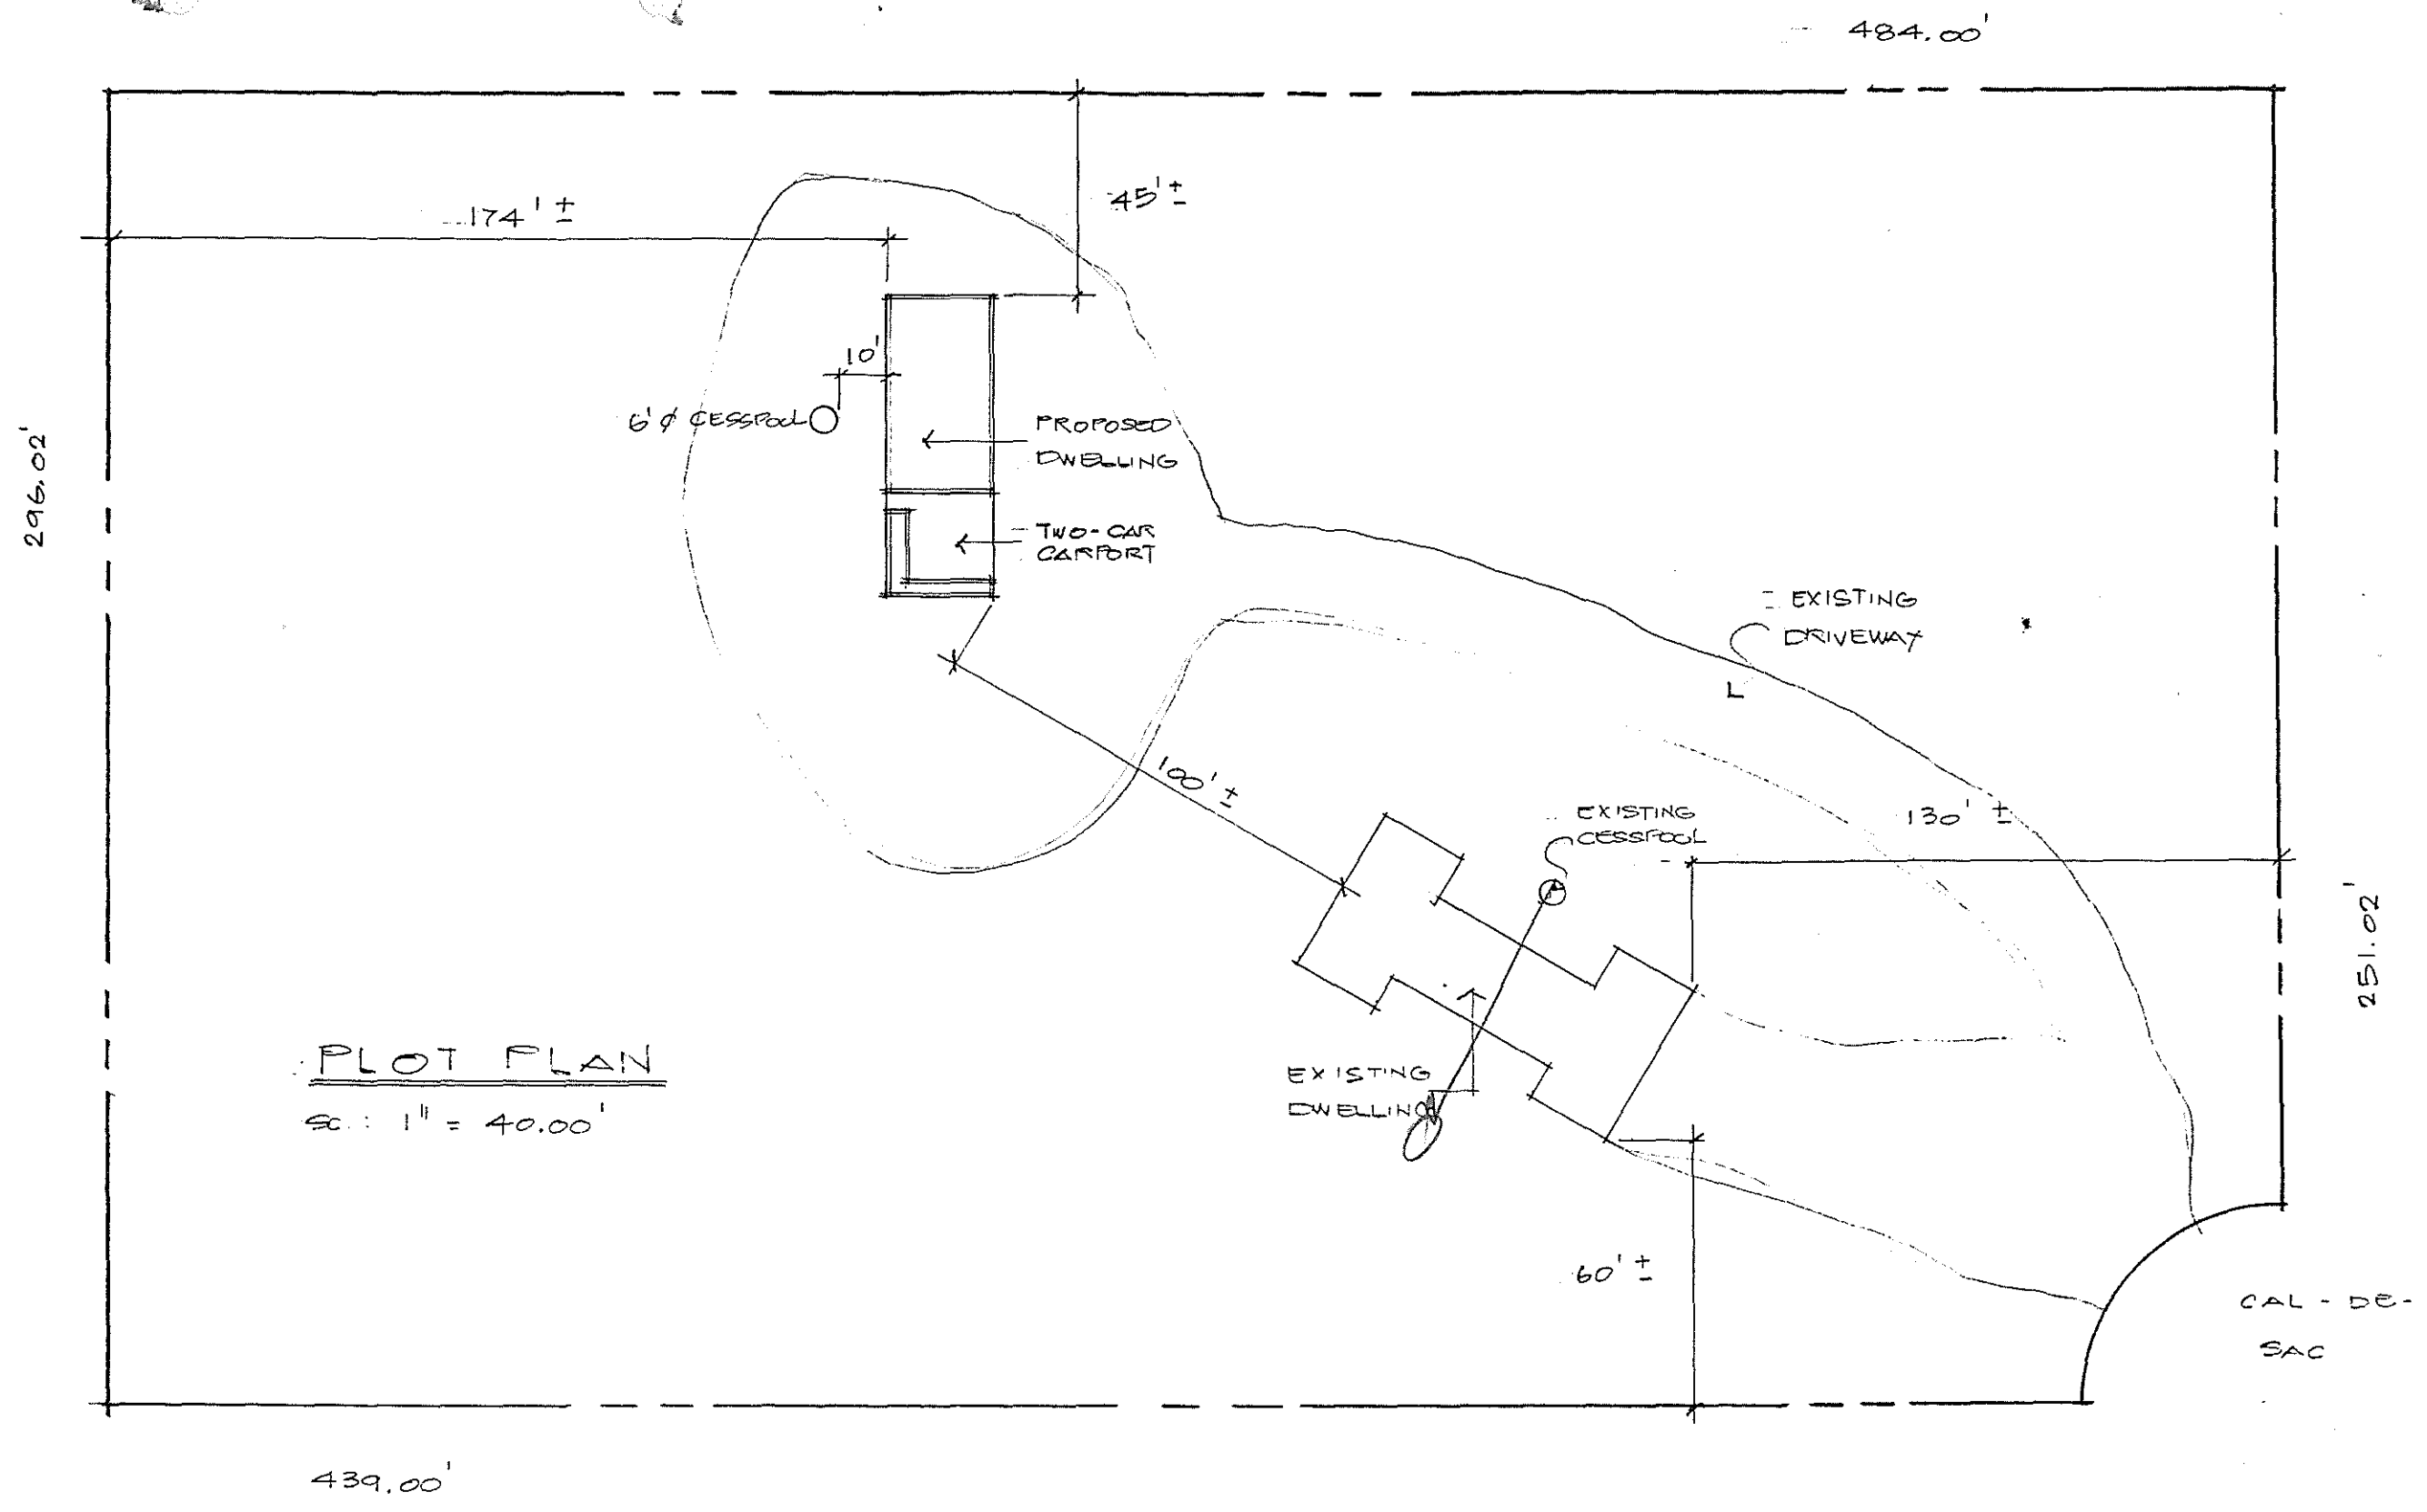 484.00'
174' ±
45' ±
10'
6' ø CESSPOOL
PROPOSED
DWELLING
296.02'
TWO-CAR
CARPORT
EXISTING
DRIVEWAY
L
100' ±
EXISTING
CESSPOOL
130' ±
251.02'
PLOT PLAN
SC. : 1" = 40.00'
EXISTING
DWELLING
60' ±
CAL-DE-
SAC
439.00'